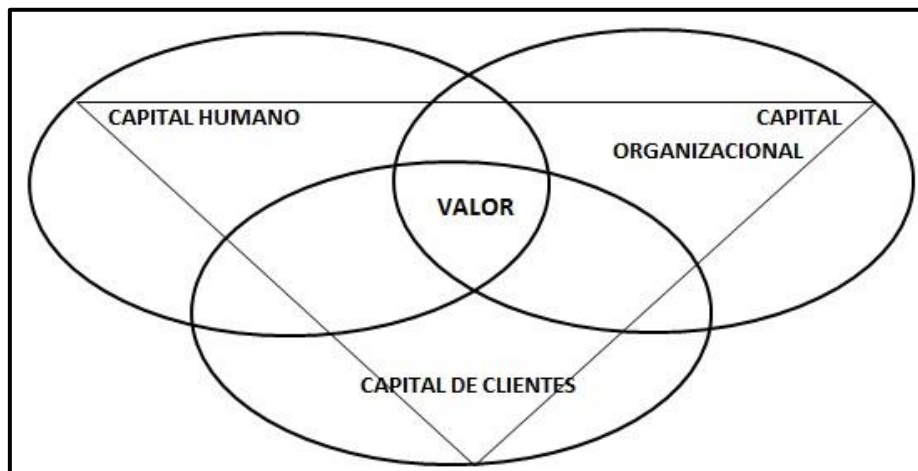 CAPITAL HUMANO
CAPITAL
ORGANIZACIONAL
VALOR
CAPITAL DE CLIENTES